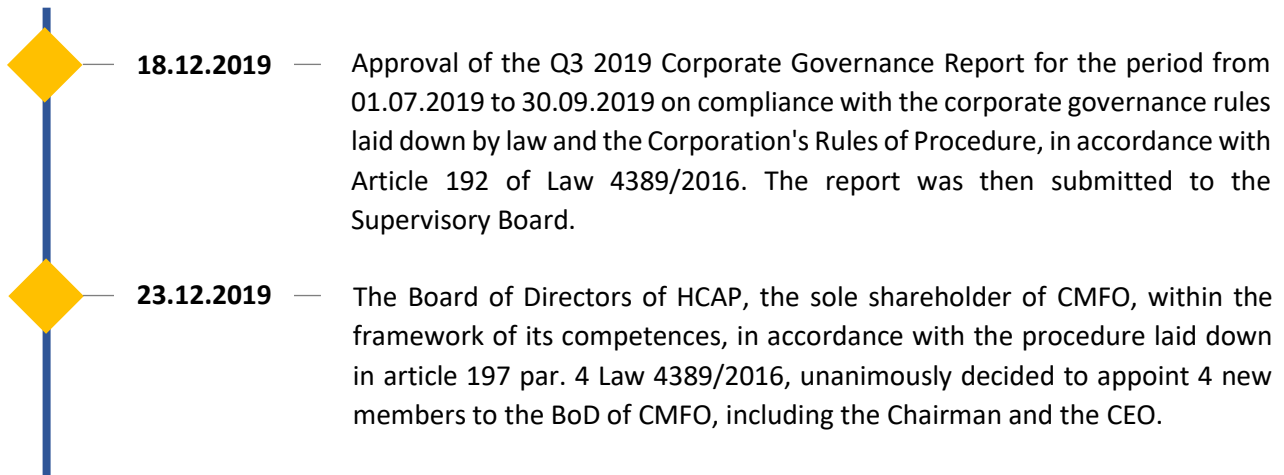 18.12.2019
Approval of the Q3 2019 Corporate Governance Report for the period from
01.07.2019 to 30.09.2019 on compliance with the corporate governance rules
laid down by law and the Corporation's Rules of Procedure, in accordance with
Article 192 of Law 4389/2016. The report was then submitted to the
Supervisory Board.
23.12.2019
The Board of Directors of HCAP, the sole shareholder of CMFO, within the
framework of its competences, in accordance with the procedure laid down
in article 197 par. 4 Law 4389/2016, unanimously decided to appoint 4 new
members to the BoD of CMFO, including the Chairman and the CEO.